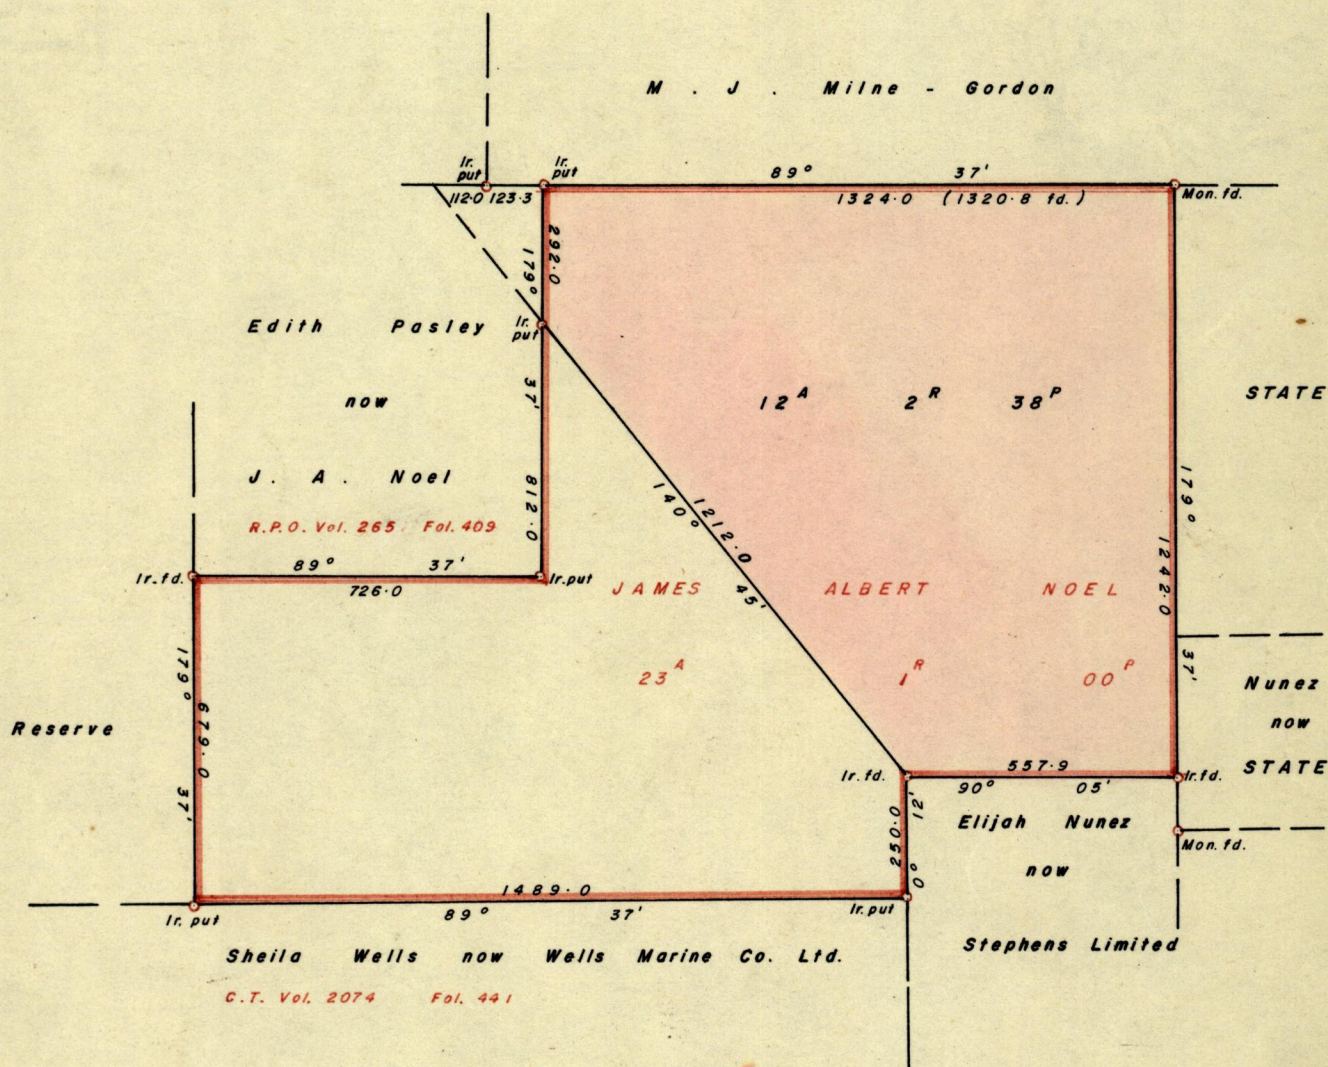 M . J . Milne - Gordon
Ir. put
Ir. put
89° 37'
112·0 123·3
1324·0 (1320·8 fd.)
Mon. fd.
292·0
179°
Edith Pasley
Ir. put
37'
now
12ᴬ 2ᴿ 38ᴾ
STATE
J . A . Noel
812·0
R.P.O. Vol. 265 Fol. 409
140° 45'
1212·0
179° 37'
1242·0
89° 37'
Ir. fd.
Ir. put
726·0
JAMES ALBERT NOEL
23ᴬ 1ᴿ 00ᴾ
179° 37'
679·0
Reserve
Nunez
now
STATE
Ir. fd.
557·9
Ir. fd.
90° 05'
250·0
0° 12'
Elijah Nunez
now
Stephens Limited
Mon. fd.
1489·0
Ir. put
89° 37'
Ir. put
Sheila Wells now Wells Marine Co. Ltd.
C.T. Vol. 2074 Fol. 441